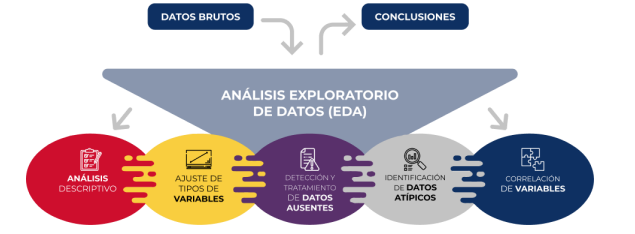 DATOS BRUTOS
CONCLUSIONES
ANÁLISIS EXPLORATORIO
DE DATOS (EDA)
ANÁLISIS
DESCRIPTIVO
AJUSTE DE
TIPOS DE
VARIABLES
DETECCIÓN Y
TRATAMIENTO
DE DATOS
AUSENTES
IDENTIFICACIÓN
DE DATOS
ATÍPICOS
CORRELACIÓN
DE VARIABLES